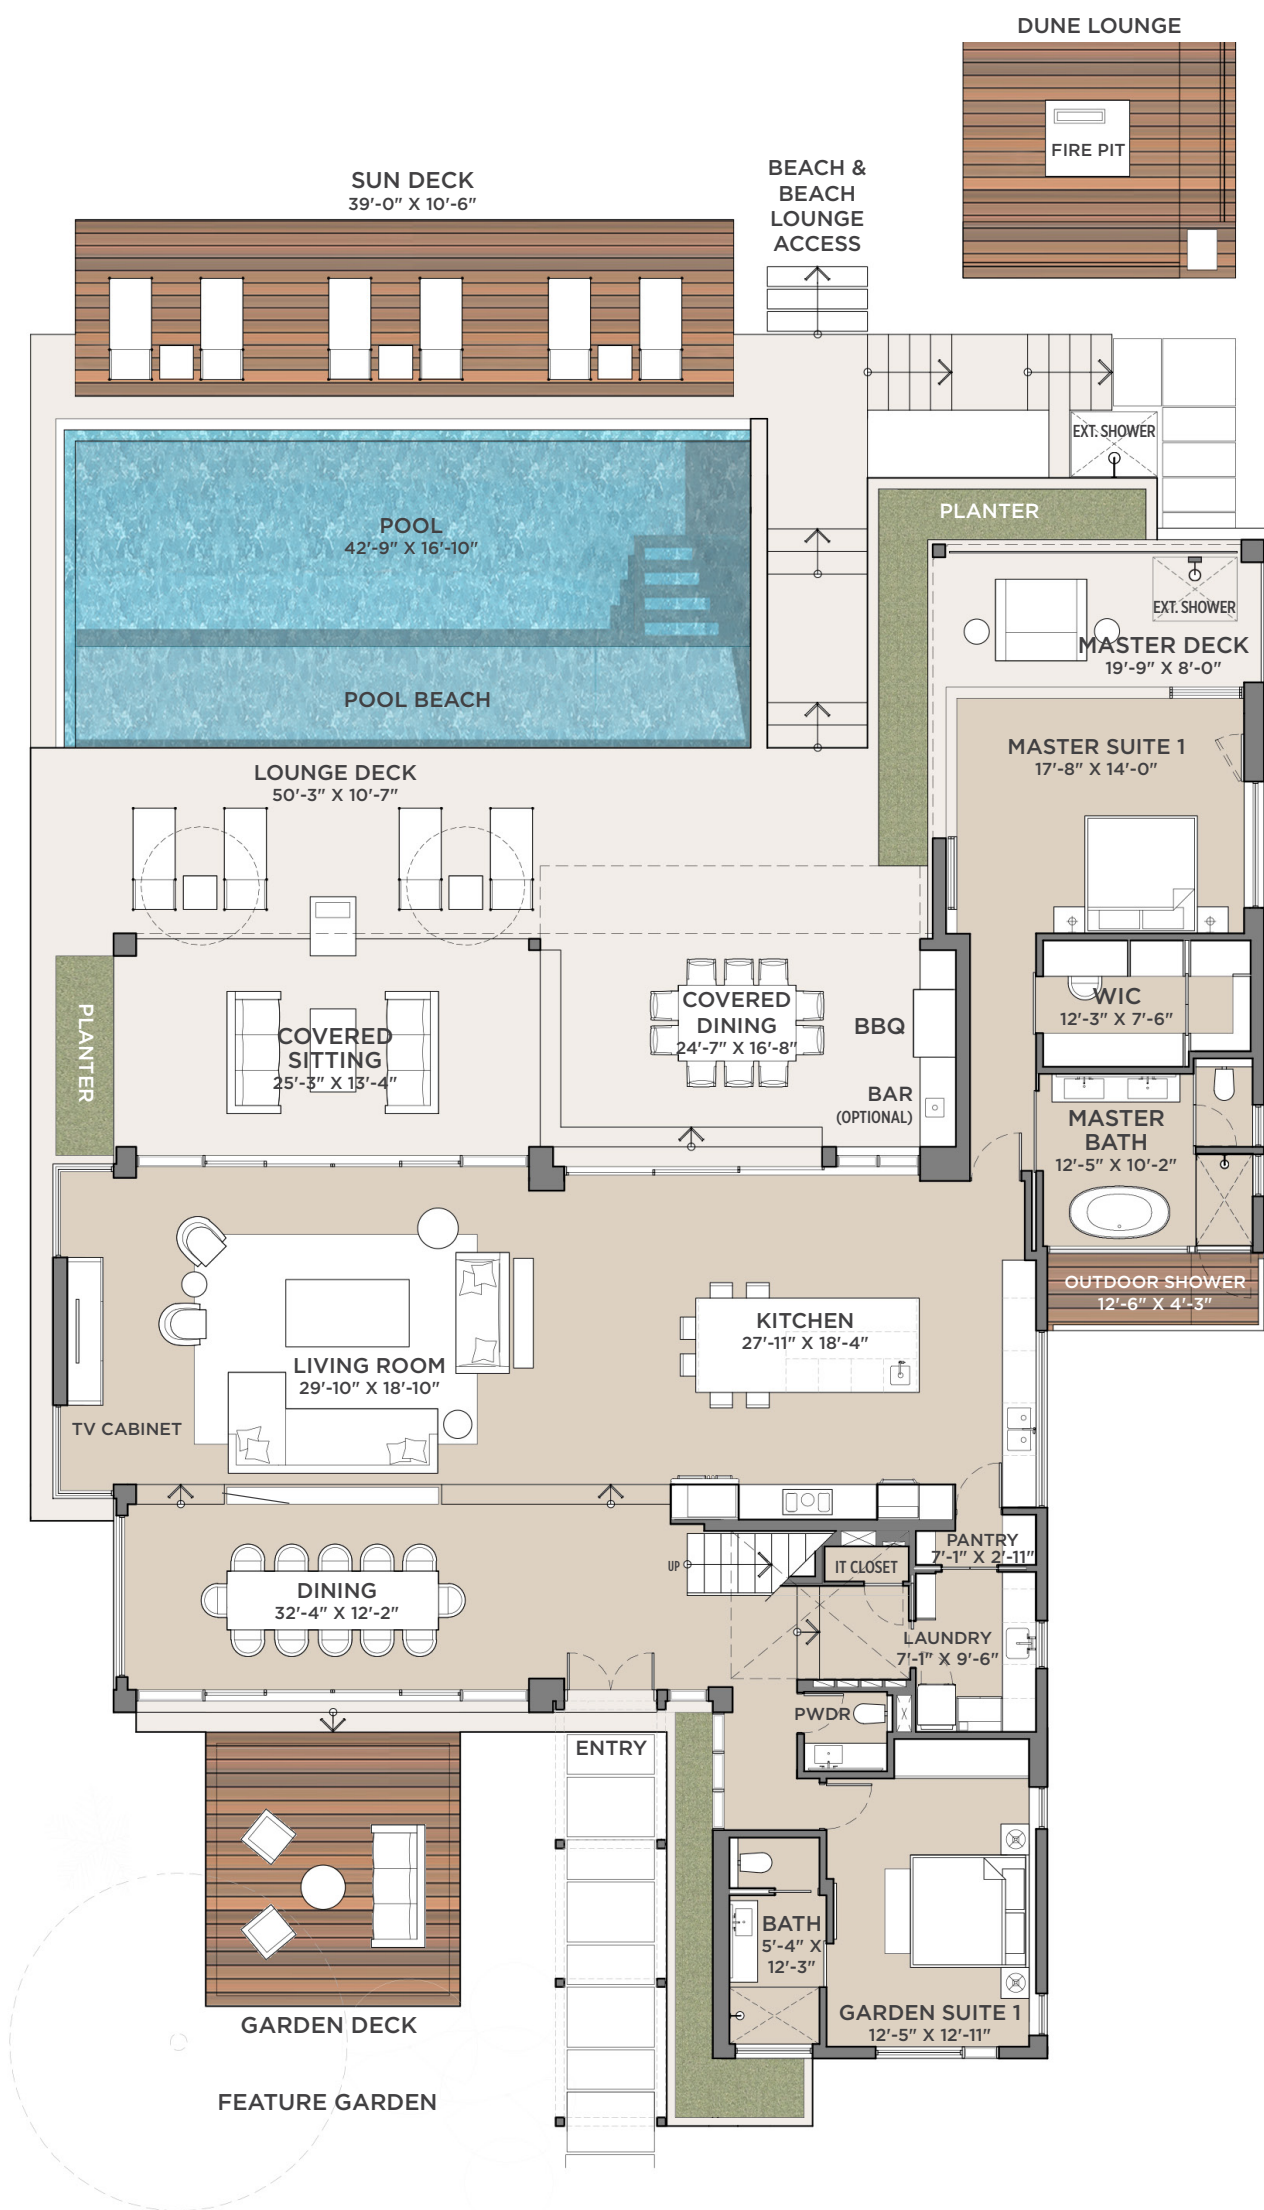 DUNE LOUNGE
FIRE PIT
BEACH &
BEACH
LOUNGE
ACCESS
SUN DECK
39'-0" X 10'-6"
EXT. SHOWER
PLANTER
POOL
42'-9" X 16'-10"
EXT. SHOWER
MASTER DECK
19'-9" X 8'-0"
POOL BEACH
MASTER SUITE 1
17'-8" X 14'-0"
LOUNGE DECK
50'-3" X 10'-7"
WIC
12'-3" X 7'-6"
PLANTER
COVERED
SITTING
25'-3" X 13'-4"
COVERED
DINING
24'-7" X 16'-8"
BBQ
BAR
(OPTIONAL)
MASTER
BATH
12'-5" X 10'-2"
OUTDOOR SHOWER
12'-6" X 4'-3"
KITCHEN
27'-11" X 18'-4"
LIVING ROOM
29'-10" X 18'-10"
TV CABINET
PANTRY
7'-1" X 2'-11"
UP
IT CLOSET
DINING
32'-4" X 12'-2"
LAUNDRY
7'-1" X 9'-6"
PWDR
ENTRY
BATH
5'-4" X
12'-3"
GARDEN SUITE 1
12'-5" X 12'-11"
GARDEN DECK
FEATURE GARDEN